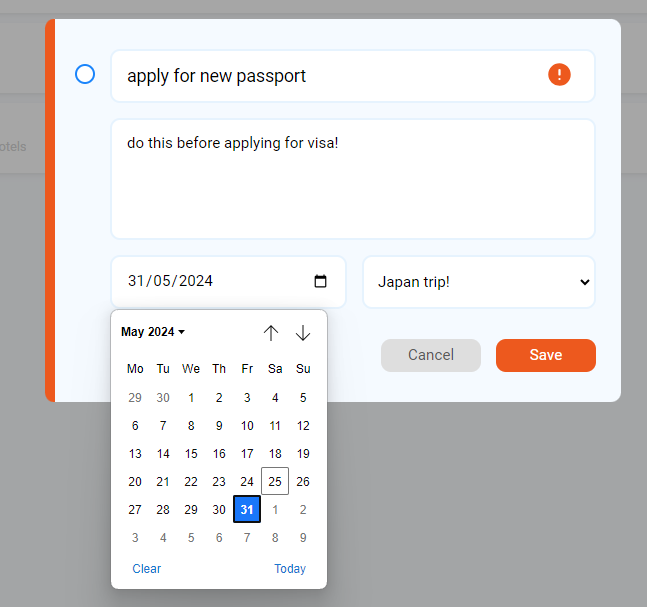 apply for new passport
otels
do this before applying for visa!
31/05/2024
Japan trip!
May 2024
Cancel
Save
Mo Tu We Th Fr Sa Su
29 30 1 2 3 4 5
6 7 8 9 10 11 12
13 14 15 16 17 18 19
20 21 22 23 24 25 26
27 28 29 30 31 1 2
3 4 5 6 7 8 9
Clear
Today